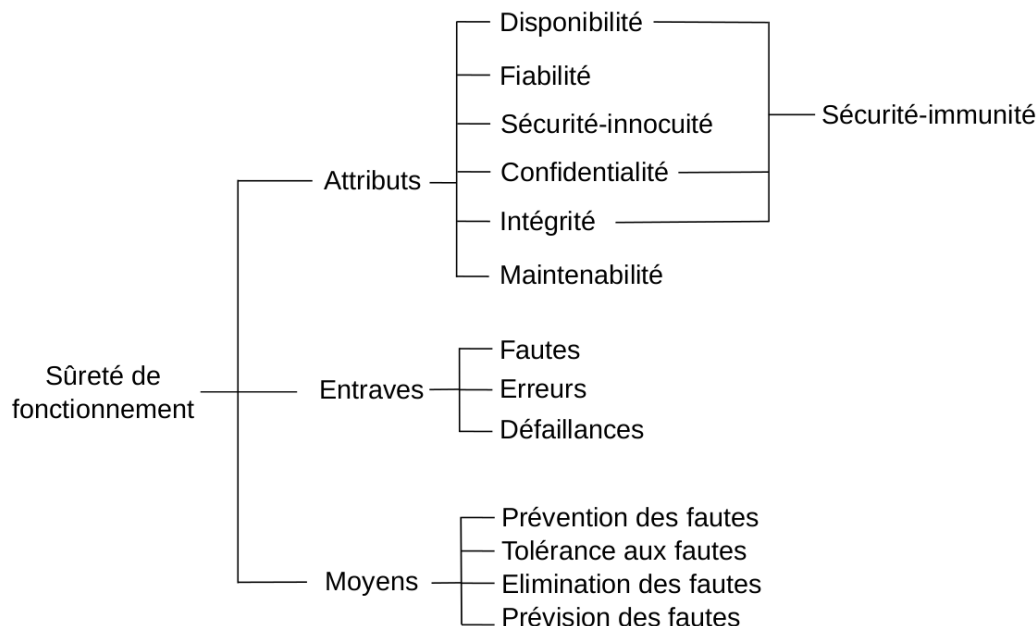 Disponibilité
Fiabilité
Sécurité-immunité
Sécurité-innocuité
Confidentialité
Attributs
Intégrité
Maintenabilité
Fautes
Sûreté de
fonctionnement
Entraves
Erreurs
Défaillances
Prévention des fautes
Tolérance aux fautes
Moyens
Elimination des fautes
Prévision des fautes